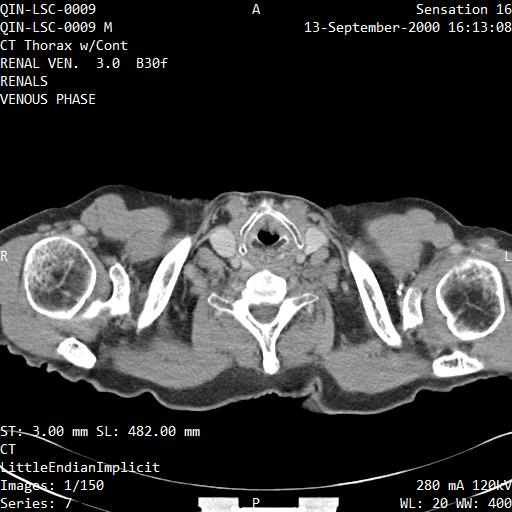 QIN-LSC-0009
A
Sensation 16
QIN-LSC-0009 M
13-September-2000 16:13:08
CT Thorax w/Cont
RENAL VEN.  3.0  B30f
RENALS
VENOUS PHASE
R
L
ST: 3.00 mm SL: 482.00 mm
CT
LittleEndianImplicit
Images: 1/150
280 mA 120kV
Series: 7
P
WL: 20 WW: 400